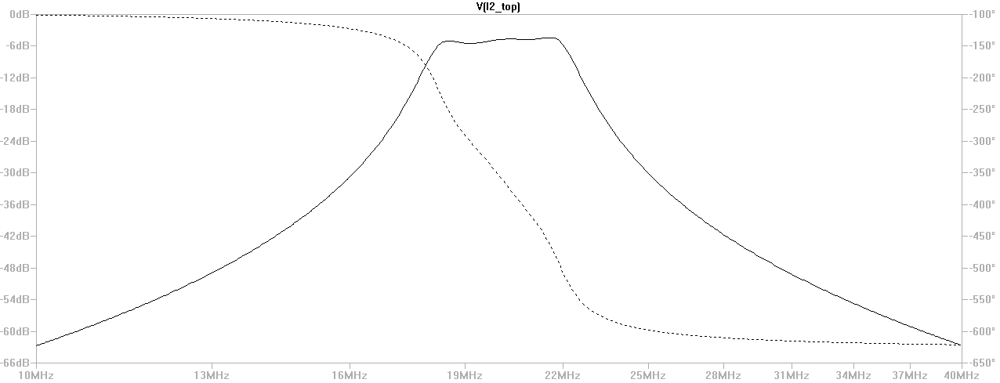 V(l2_top)
0dB
-6dB
-12dB
-18dB
-24dB
-30dB
-36dB
-42dB
-48dB
-54dB
-60dB
-66dB
-100°
-150°
-200°
-250°
-300°
-350°
-400°
-450°
-500°
-550°
-600°
-650°
10MHz 13MHz 16MHz 19MHz 22MHz 25MHz 28MHz 31MHz 34MHz 37MHz 40MHz